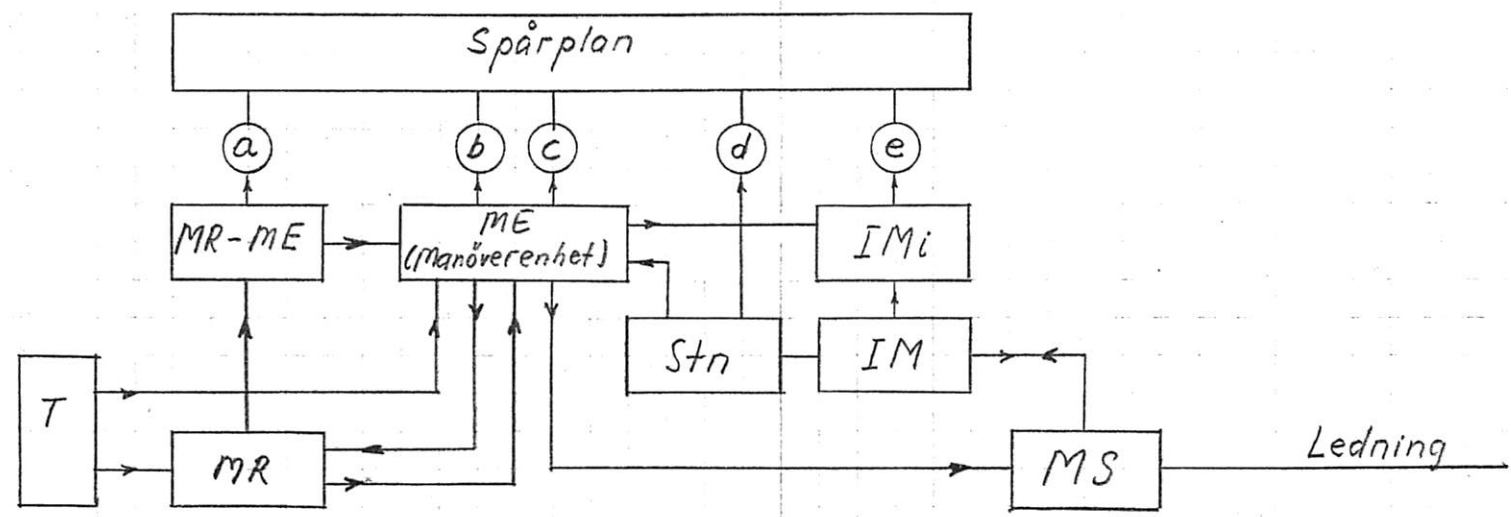 Spårplan
a
b
c
d
e
MR-ME
ME
(Manöverenhet)
IMi
Stn
IM
T
MR
MS
Ledning